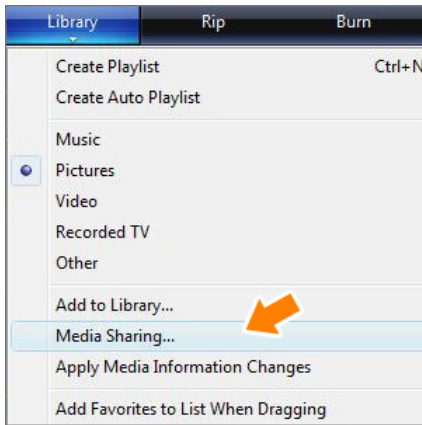 Library Rip Burn
Create Playlist Ctrl+N
Create Auto Playlist
Music
Pictures
Video
Recorded TV
Other
Add to Library...
Media Sharing...
Apply Media Information Changes
Add Favorites to List When Dragging